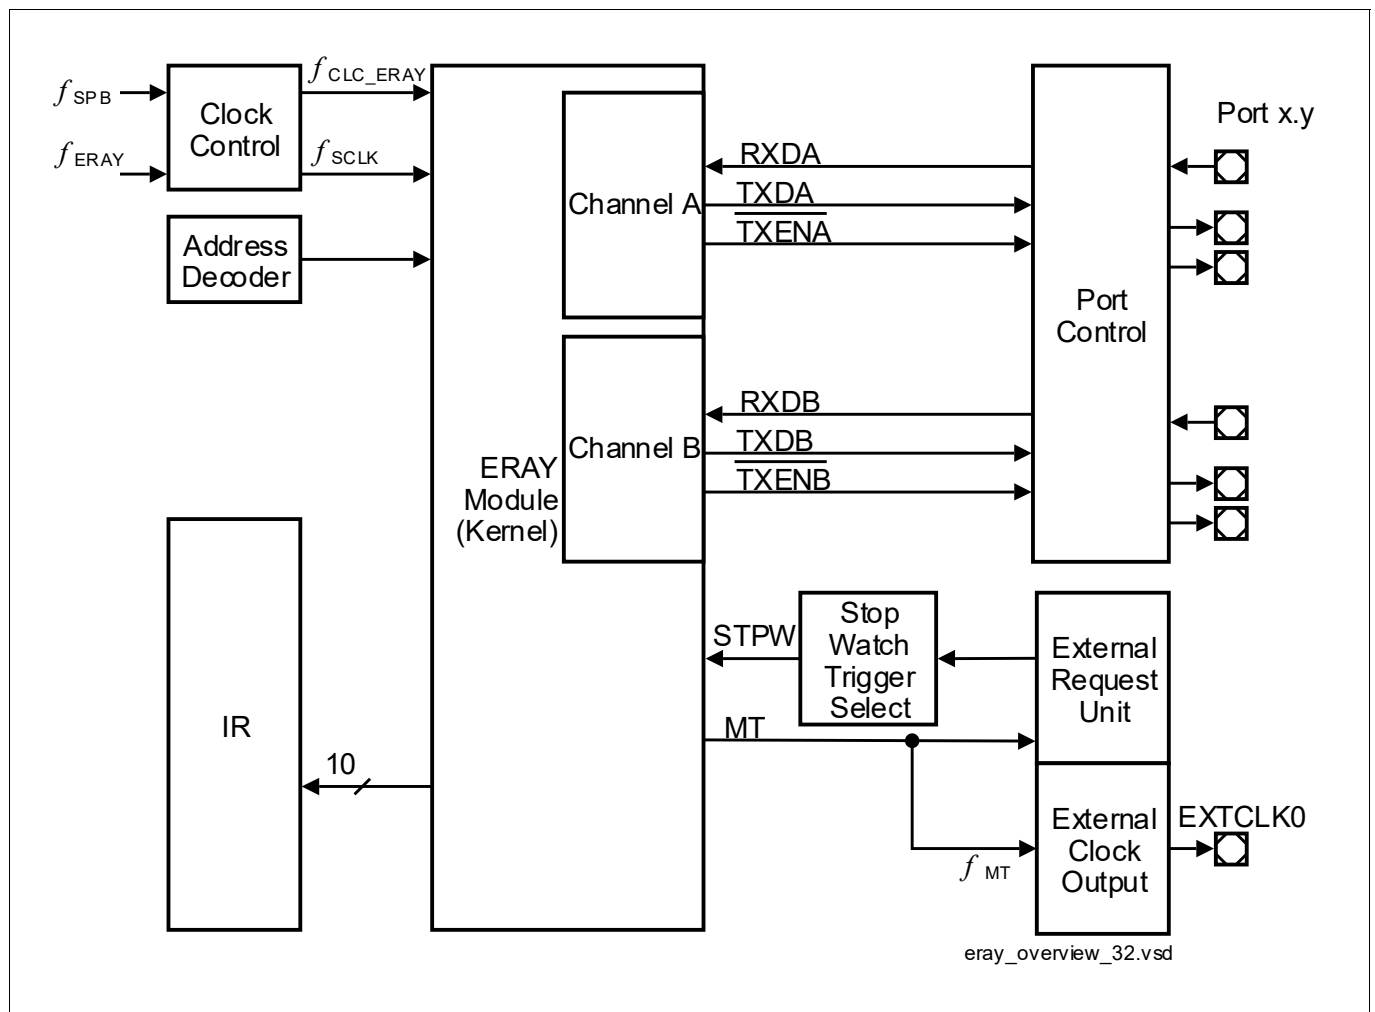 f SPB
f ERAY
Clock
Control
f CLC_ERAY
f SCLK
Address
Decoder
IR
10
ERAY
Module
(Kernel)
Channel A
Channel B
RXDA
TXDA
TXENA
RXDB
TXDB
TXENB
Port
Control
Port x.y
STPW
Stop
Watch
Trigger
Select
External
Request
Unit
MT
f MT
External
Clock
Output
EXTCLK0
eray_overview_32.vsd